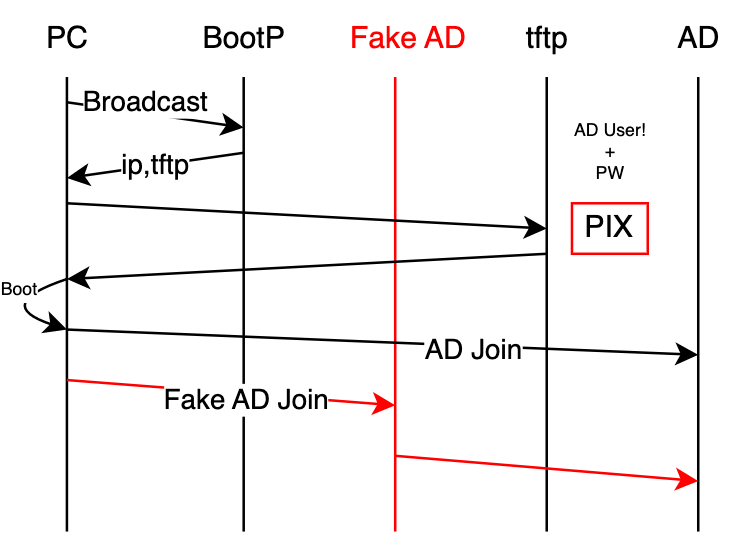 PC
BootP
Fake AD
tftp
AD
Broadcast
AD User!
+
PW
ip,tftp
PIX
Boot
AD Join
Fake AD Join